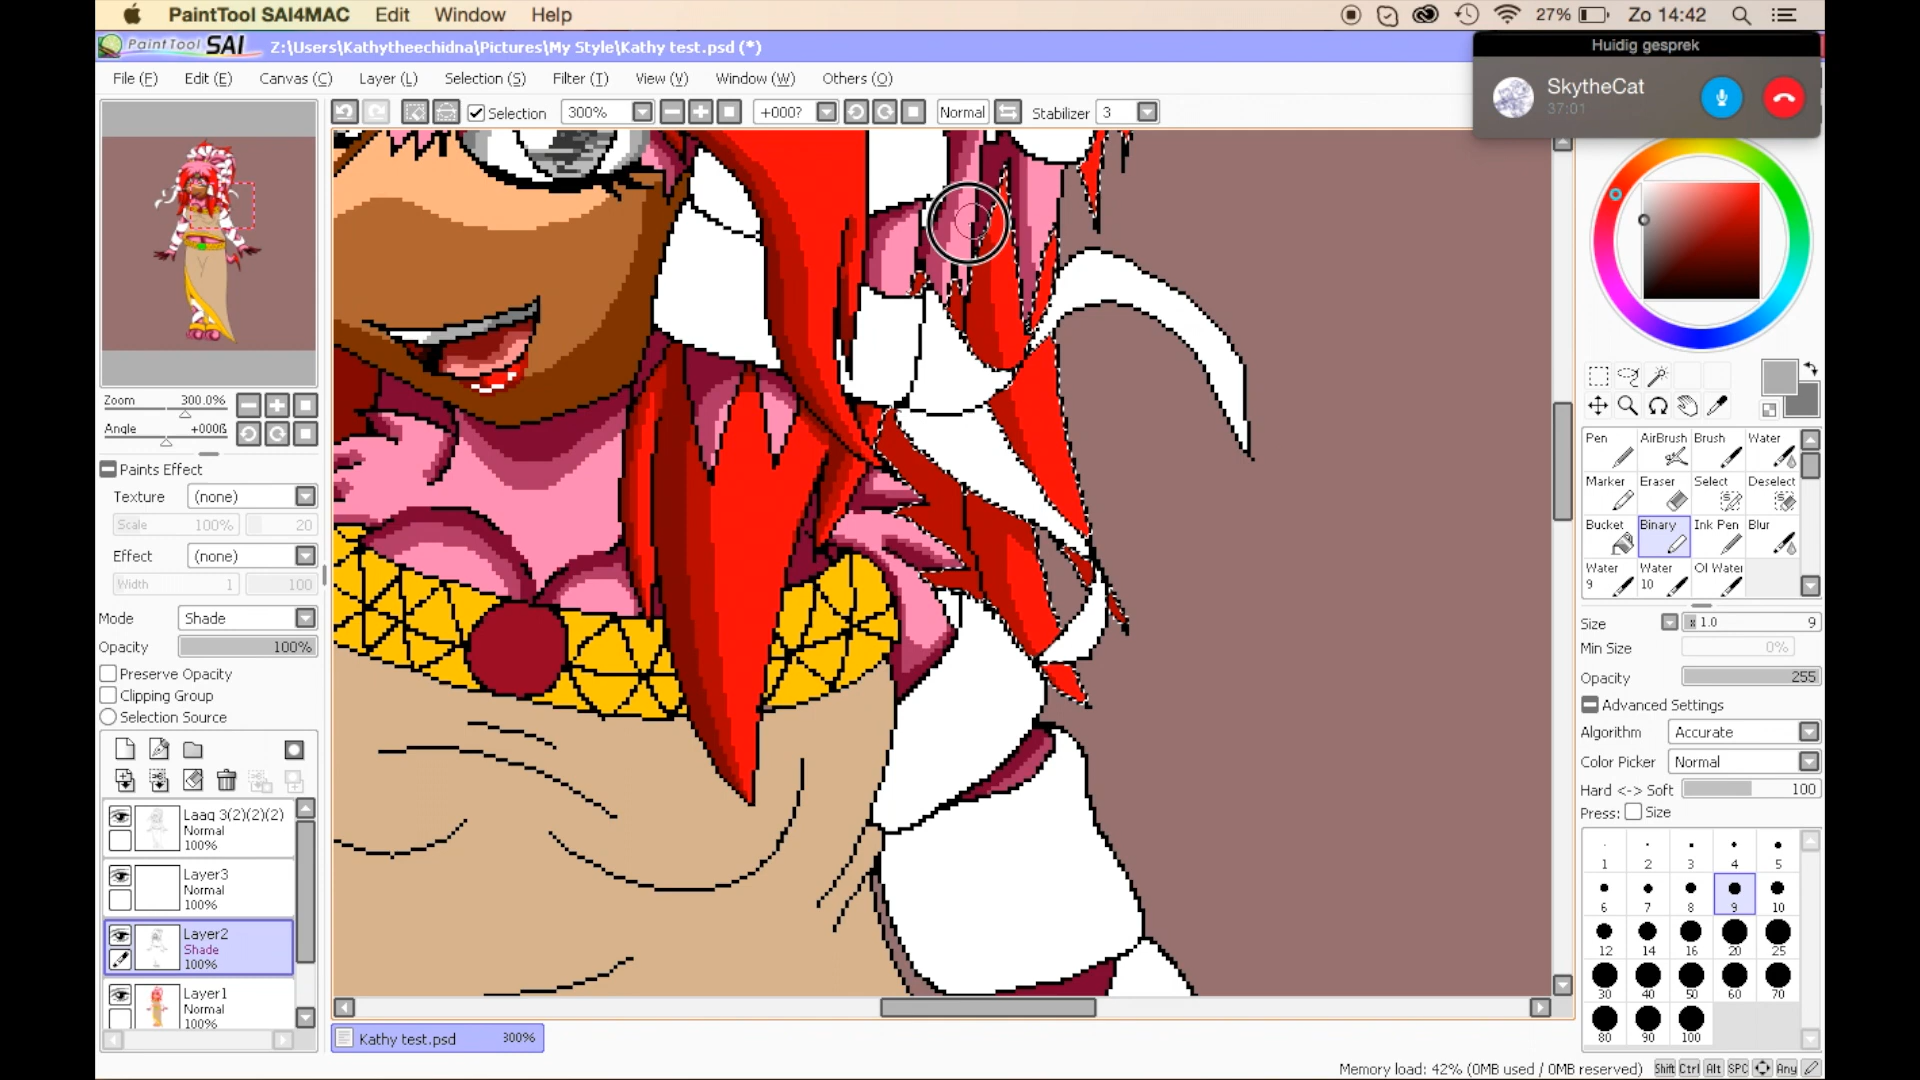 PaintTool SAI4MAC Edit Window Help 27% Zo 14:42
PaintTool SAI Z:\Users\Kathytheechidna\Pictures\My Style\Kathy test.psd (*)
Huidig gesprek
SkytheCat
37:01
File (F) Edit (E) Canvas (C) Layer (L) Selection (S) Filter (T) View (V) Window (W) Others (O)
Selection 300% +000? Normal Stabilizer 3
Zoom 300.0%
Angle +000ß
Paints Effect
Texture (none)
Scale 100% 20
Effect (none)
Width 1 100
Mode Shade
Opacity 100%
Preserve Opacity
Clipping Group
Selection Source
Laag 3(2)(2)(2)
Normal
100%
Layer3
Normal
100%
Layer2
Shade
100%
Layer1
Normal
100%
Pen AirBrush Brush Water
Marker Eraser Select Deselect
Bucket Binary Ink Pen Blur
Water 9 Water 10 Ol Water
Size x 1.0 9
Min Size 0%
Opacity 255
Advanced Settings
Algorithm Accurate
Color Picker Normal
Hard <-> Soft 100
Press: Size
1 2 3 4 5
6 7 8 9 10
12 14 16 20 25
30 40 50 60 70
80 90 100
Kathy test.psd 300%
Memory load: 42% (0MB used / 0MB reserved) Shift Ctrl Alt SPC Any